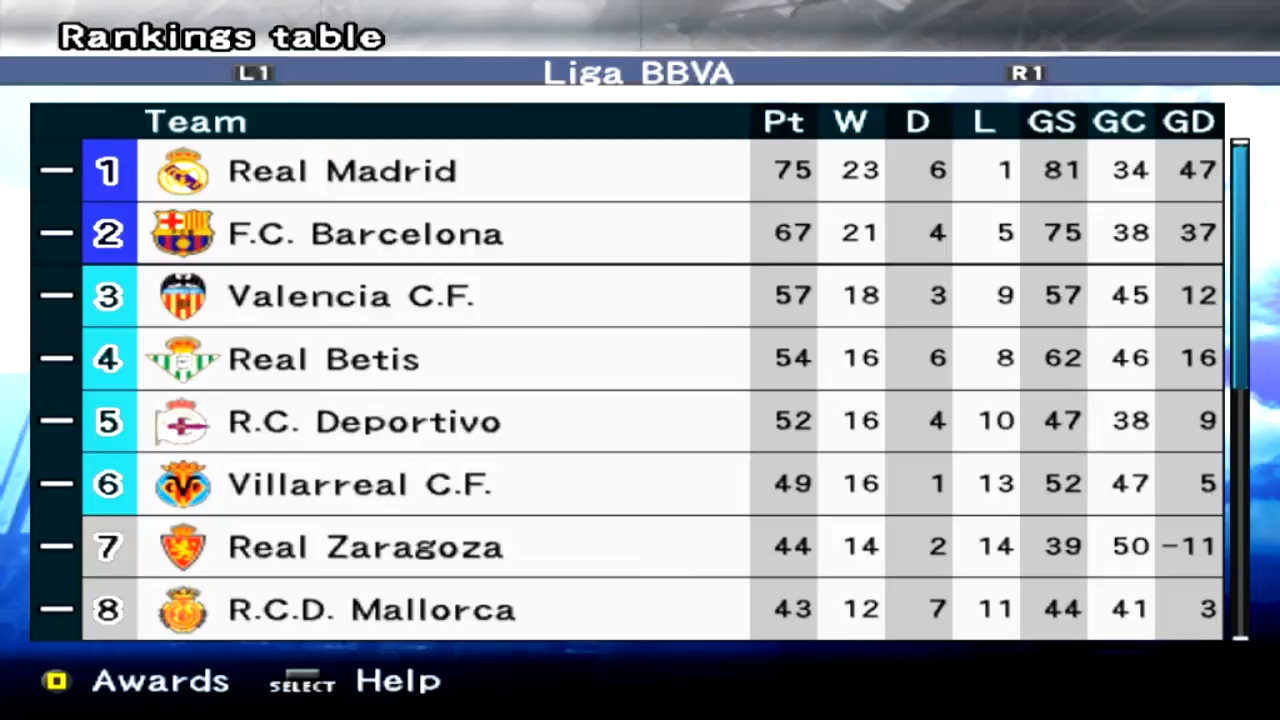 Rankings table
L1 Liga BBVA R1
Team Pt W D L GS GC GD
1 Real Madrid 75 23 6 1 81 34 47
2 F.C. Barcelona 67 21 4 5 75 38 37
3 Valencia C.F. 57 18 3 9 57 45 12
4 Real Betis 54 16 6 8 62 46 16
5 R.C. Deportivo 52 16 4 10 47 38 9
6 Villarreal C.F. 49 16 1 13 52 47 5
7 Real Zaragoza 44 14 2 14 39 50 -11
8 R.C.D. Mallorca 43 12 7 11 44 41 3
Awards SELECT Help